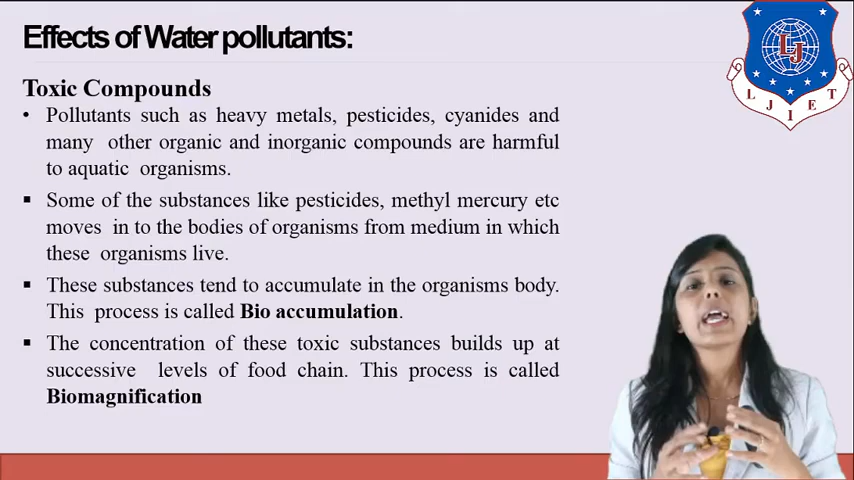 Effects of Water pollutants:
Toxic Compounds
• Pollutants such as heavy metals, pesticides, cyanides and
many other organic and inorganic compounds are harmful
to aquatic organisms.
▪ Some of the substances like pesticides, methyl mercury etc
moves in to the bodies of organisms from medium in which
these organisms live.
▪ These substances tend to accumulate in the organisms body.
This process is called Bio accumulation.
▪ The concentration of these toxic substances builds up at
successive levels of food chain. This process is called
Biomagnification
LJ
L J I E T